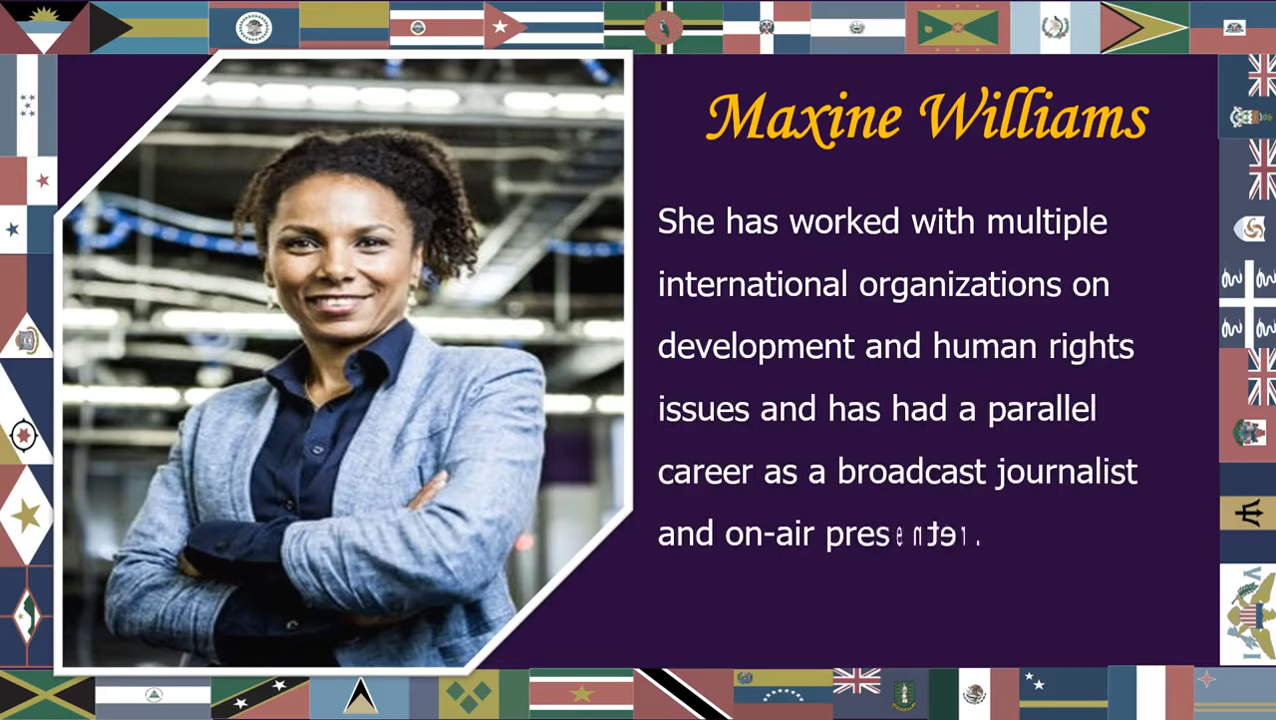 Maxine Williams
She has worked with multiple
international organizations on
development and human rights
issues and has had a parallel
career as a broadcast journalist
and on-air presenter.